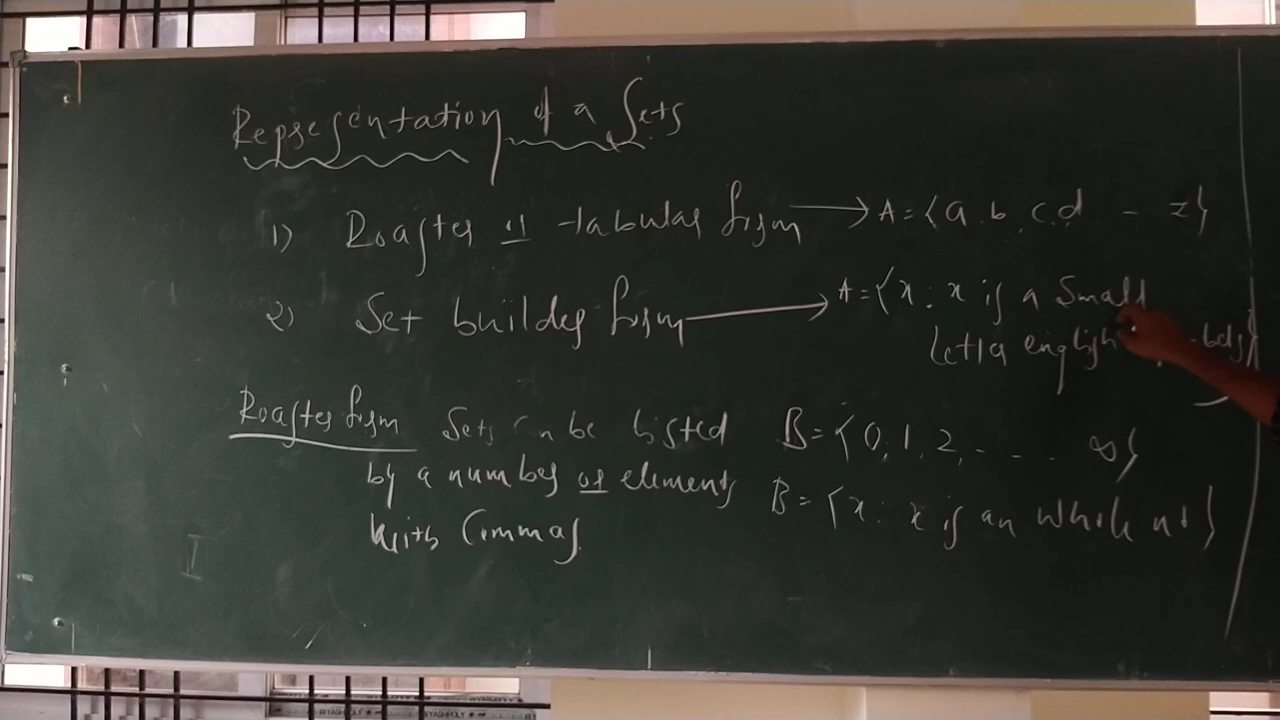 Representation of a Sets
1) Roaster or tabular form → A = {a, b, c, d - z}
2) Set builder form → A = {x : x is a small
letter english
Roaster form Sets can be listed
by a number of elements
with Commas
B = {0, 1, 2, - - - ∞}
B = {x : x is an whole no}